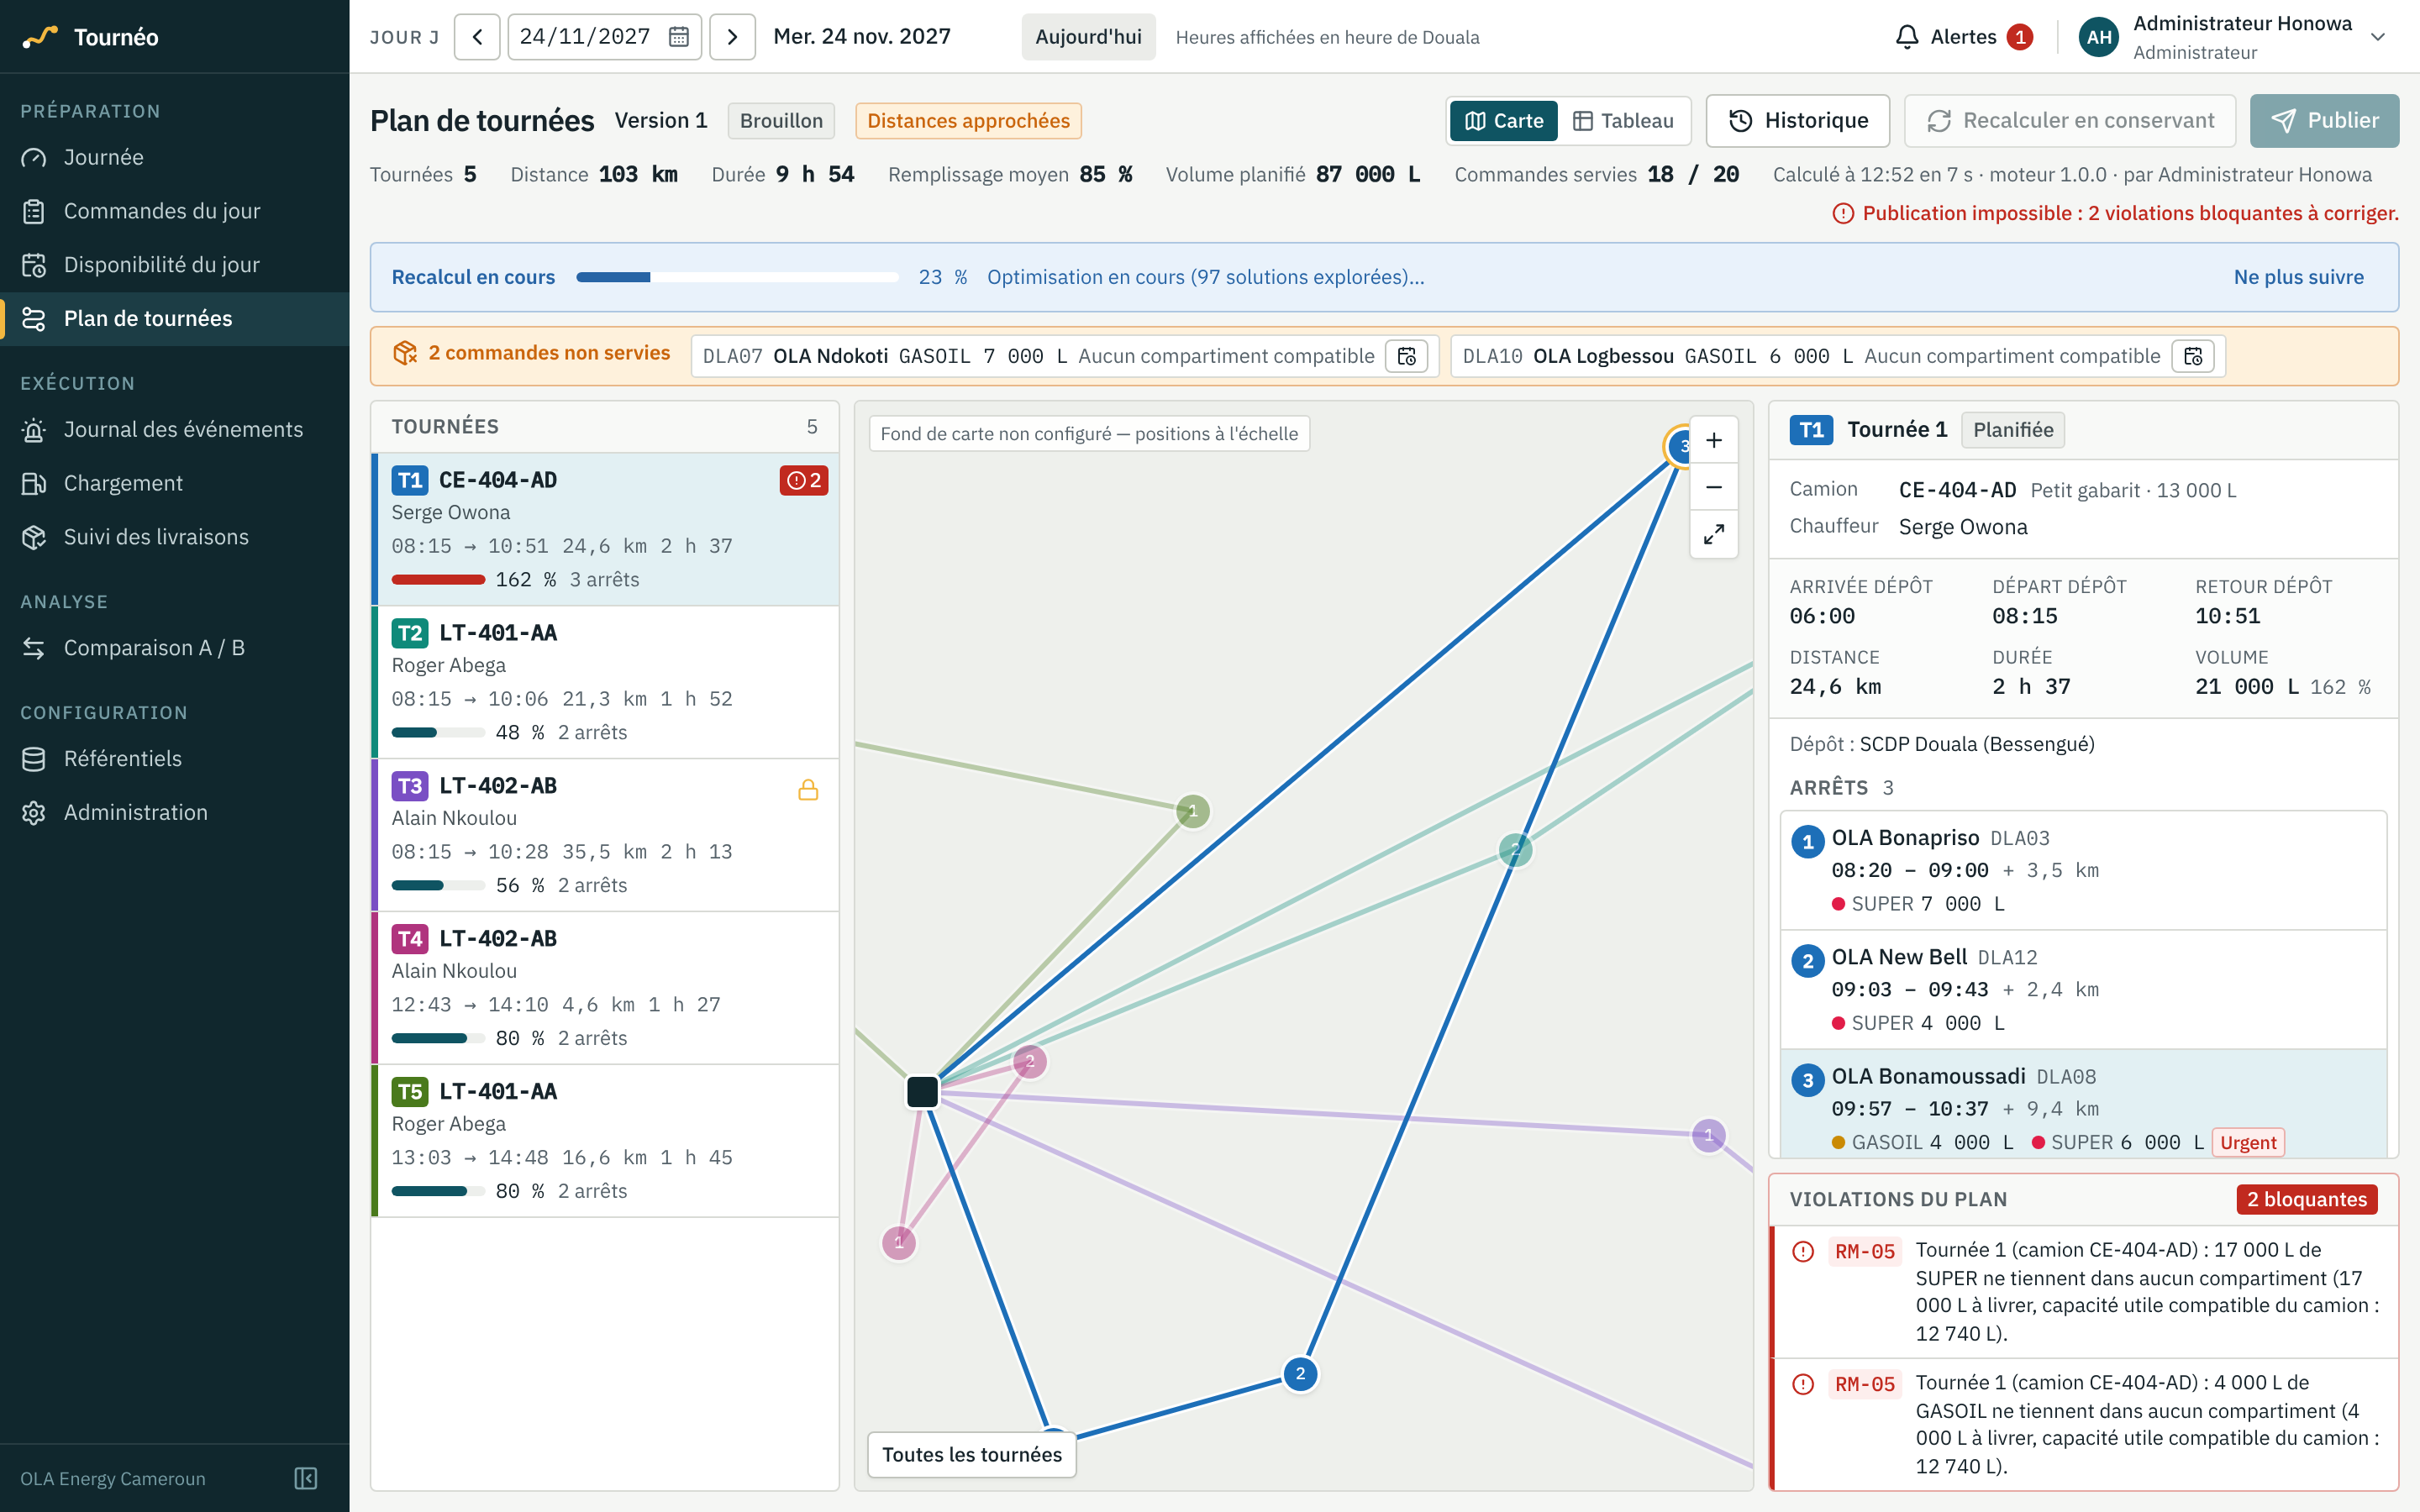 Tournéo
PRÉPARATION
Journée
Commandes du jour
Disponibilité du jour
Plan de tournées
EXÉCUTION
Journal des événements
Chargement
Suivi des livraisons
ANALYSE
Comparaison A / B
CONFIGURATION
Référentiels
Administration
OLA Energy Cameroun
JOUR J
24/11/2027
Mer. 24 nov. 2027
Aujourd'hui
Heures affichées en heure de Douala
Alertes 1
AH
Administrateur Honowa
Administrateur
Plan de tournées Version 1 Brouillon Distances approchées
Carte Tableau Historique Recalculer en conservant Publier
Tournées 5 Distance 103 km Durée 9 h 54 Remplissage moyen 85 % Volume planifié 87 000 L Commandes servies 18 / 20 Calculé à 12:52 en 7 s · moteur 1.0.0 · par Administrateur Honowa
Publication impossible : 2 violations bloquantes à corriger.
Recalcul en cours 23 % Optimisation en cours (97 solutions explorées)... Ne plus suivre
2 commandes non servies DLA07 OLA Ndokoti GASOIL 7 000 L Aucun compartiment compatible DLA10 OLA Logbessou GASOIL 6 000 L Aucun compartiment compatible
TOURNÉES 5
T1 CE-404-AD 2
Serge Owona
08:15 → 10:51 24,6 km 2 h 37
162 % 3 arrêts
T2 LT-401-AA
Roger Abega
08:15 → 10:06 21,3 km 1 h 52
48 % 2 arrêts
T3 LT-402-AB
Alain Nkoulou
08:15 → 10:28 35,5 km 2 h 13
56 % 2 arrêts
T4 LT-402-AB
Alain Nkoulou
12:43 → 14:10 4,6 km 1 h 27
80 % 2 arrêts
T5 LT-401-AA
Roger Abega
13:03 → 14:48 16,6 km 1 h 45
80 % 2 arrêts
Fond de carte non configuré — positions à l'échelle
3
+
−
1
2
2
1
1
2
Toutes les tournées
T1 Tournée 1 Planifiée
Camion CE-404-AD Petit gabarit · 13 000 L
Chauffeur Serge Owona
ARRIVÉE DÉPÔT DÉPART DÉPÔT RETOUR DÉPÔT
06:00 08:15 10:51
DISTANCE DURÉE VOLUME
24,6 km 2 h 37 21 000 L 162 %
Dépôt : SCDP Douala (Bessengué)
ARRÊTS 3
1 OLA Bonapriso DLA03
08:20 – 09:00 + 3,5 km
SUPER 7 000 L
2 OLA New Bell DLA12
09:03 – 09:43 + 2,4 km
SUPER 4 000 L
3 OLA Bonamoussadi DLA08
09:57 – 10:37 + 9,4 km
GASOIL 4 000 L SUPER 6 000 L Urgent
VIOLATIONS DU PLAN 2 bloquantes
RM-05 Tournée 1 (camion CE-404-AD) : 17 000 L de
SUPER ne tiennent dans aucun compartiment (17
000 L à livrer, capacité utile compatible du camion :
12 740 L).
RM-05 Tournée 1 (camion CE-404-AD) : 4 000 L de
GASOIL ne tiennent dans aucun compartiment (4
000 L à livrer, capacité utile compatible du camion :
12 740 L).